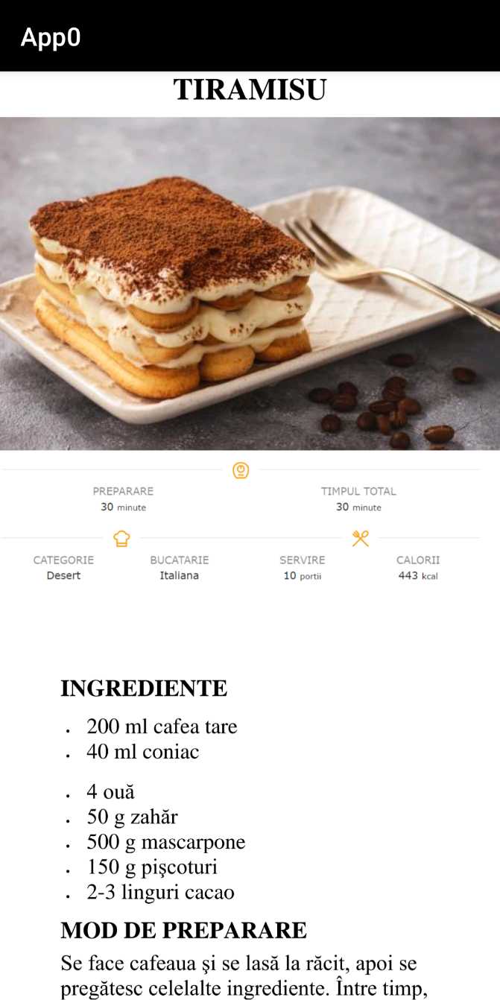 App0
TIRAMISU
PREPARARE
30 minute
TIMPUL TOTAL
30 minute
CATEGORIE
Desert
BUCATARIE
Italiana
SERVIRE
10 portii
CALORII
443 kcal
INGREDIENTE
• 200 ml cafea tare
• 40 ml coniac
• 4 ouă
• 50 g zahăr
• 500 g mascarpone
• 150 g pişcoturi
• 2-3 linguri cacao
MOD DE PREPARARE
Se face cafeaua şi se lasă la răcit, apoi se
pregătesc celelalte ingrediente. Între timp,